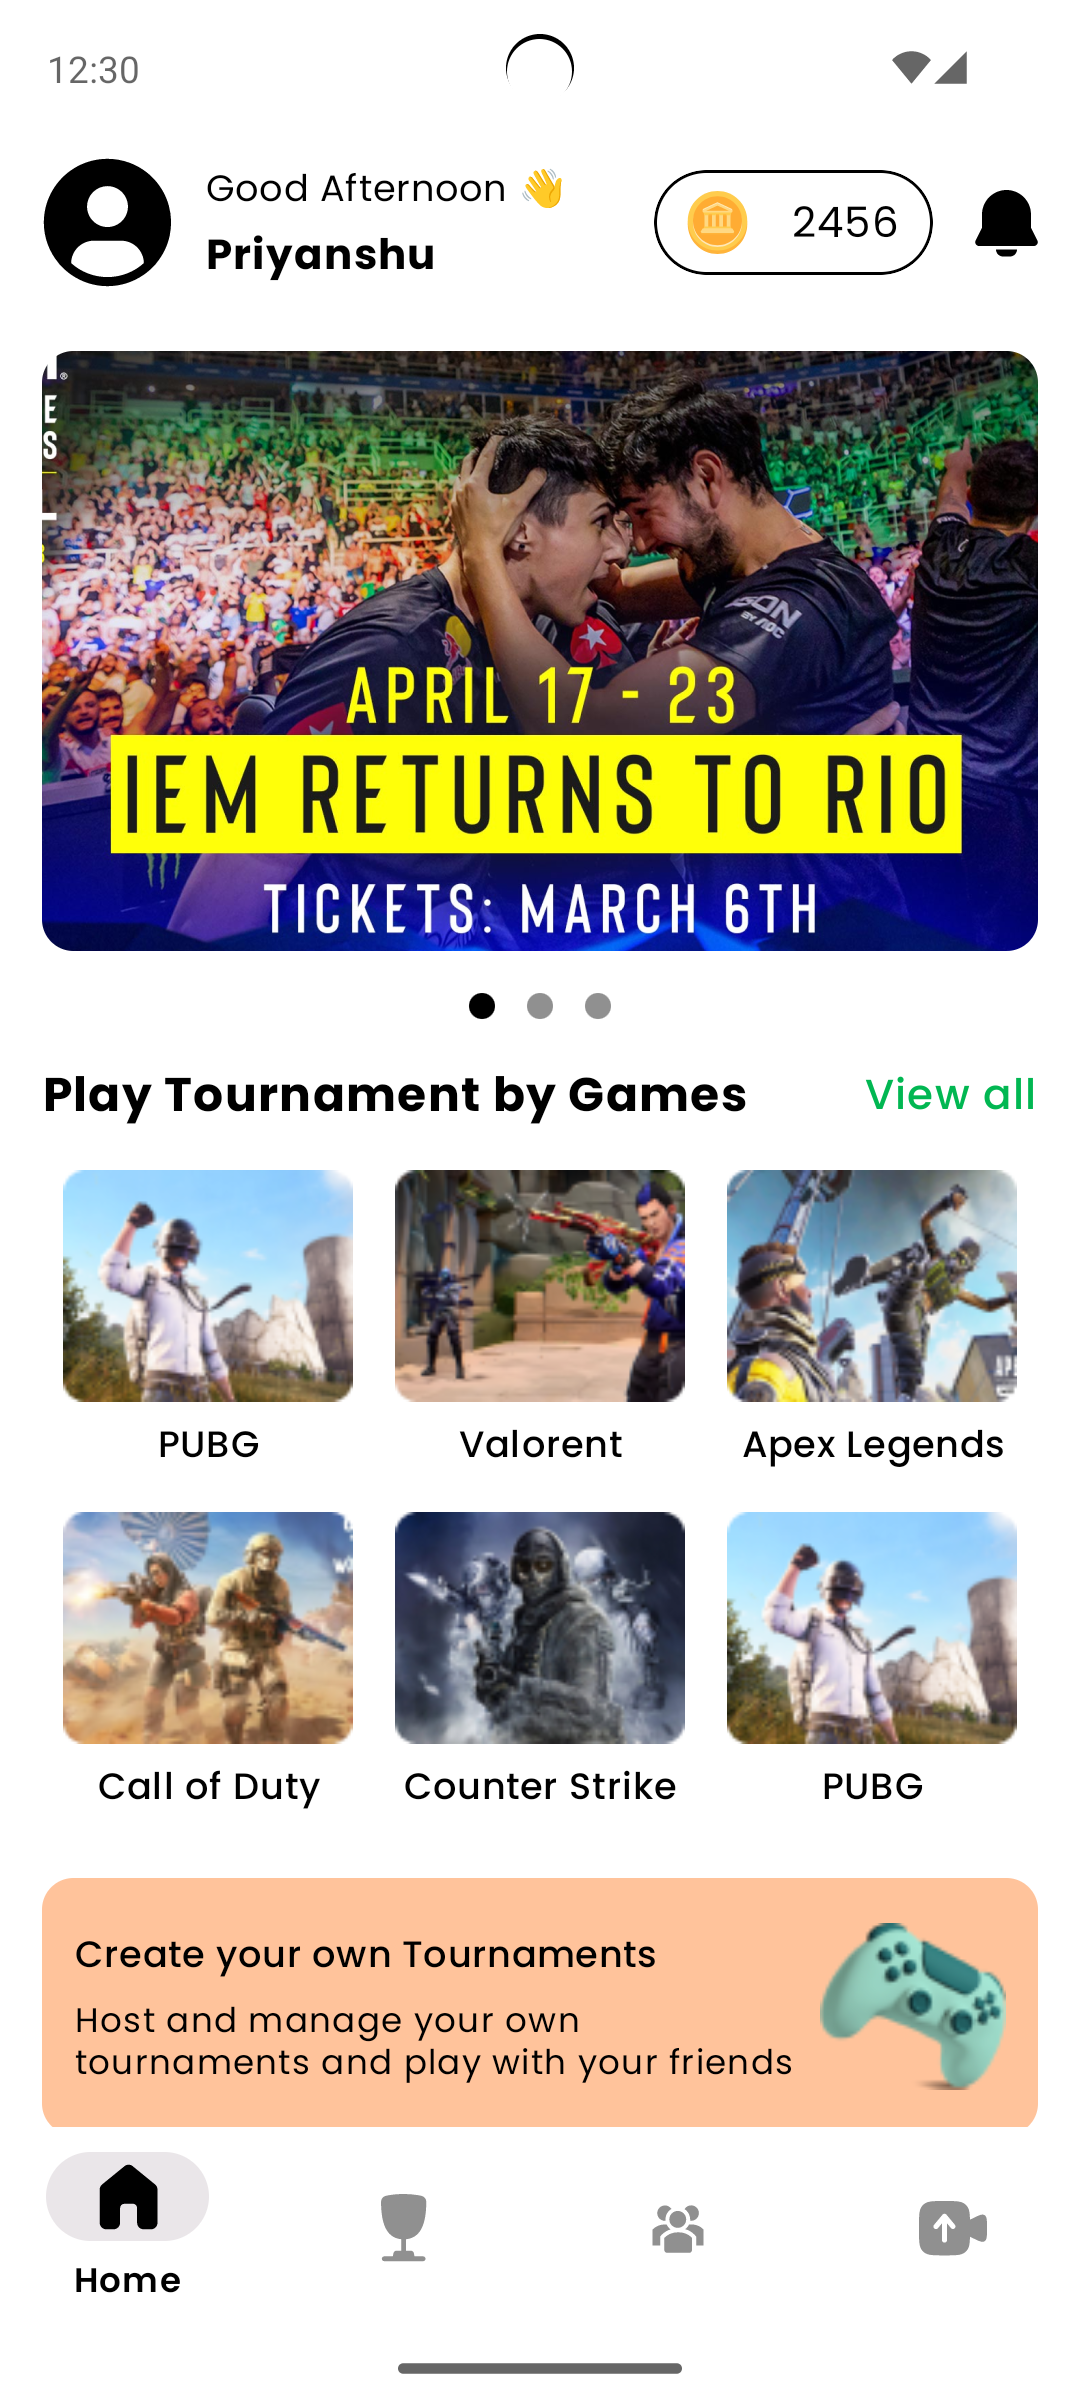 12:30
Good Afternoon 👋
Priyanshu
2456
E
S
APRIL 17 - 23
IEM RETURNS TO RIO
TICKETS: MARCH 6TH
Play Tournament by Games
View all
PUBG
Valorent
Apex Legends
Call of Duty
Counter Strike
PUBG
Create your own Tournaments
Host and manage your own
tournaments and play with your friends
Home